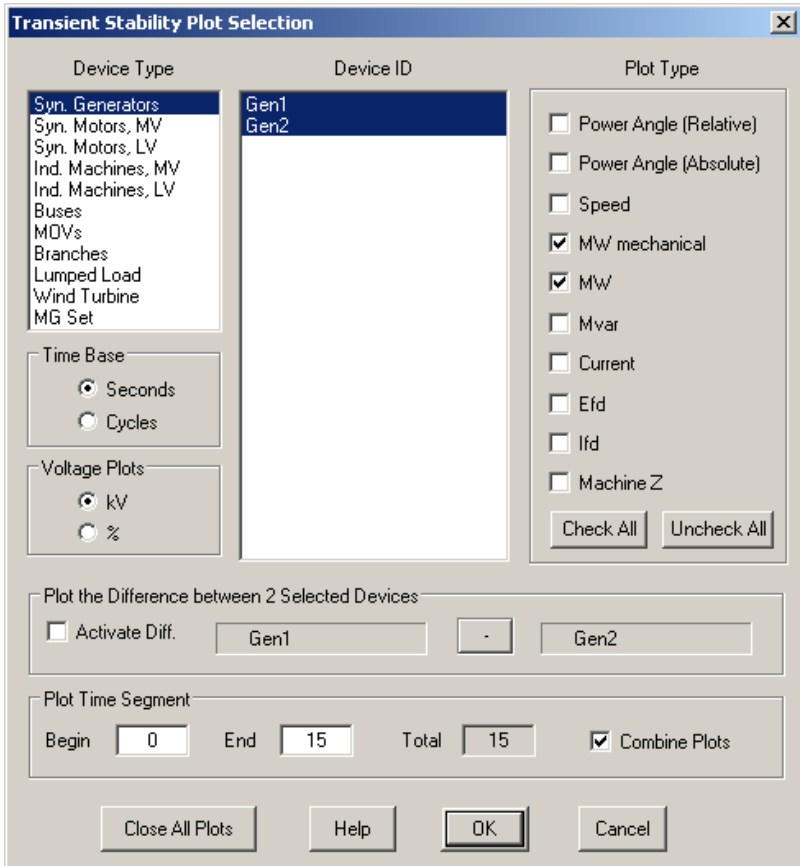 Transient Stability Plot Selection
Device Type
Device ID
Plot Type
Syn. Generators
Syn. Motors, MV
Syn. Motors, LV
Ind. Machines, MV
Ind. Machines, LV
Buses
MOVs
Branches
Lumped Load
Wind Turbine
MG Set
Gen1
Gen2
Power Angle (Relative)
Power Angle (Absolute)
Speed
MW mechanical
MW
Mvar
Current
Efd
Ifd
Machine Z
Check All
Uncheck All
Time Base
Seconds
Cycles
Voltage Plots
kV
%
Plot the Difference between 2 Selected Devices
Activate Diff.
Gen1
-
Gen2
Plot Time Segment
Begin 0 End 15 Total 15 Combine Plots
Close All Plots
Help
OK
Cancel